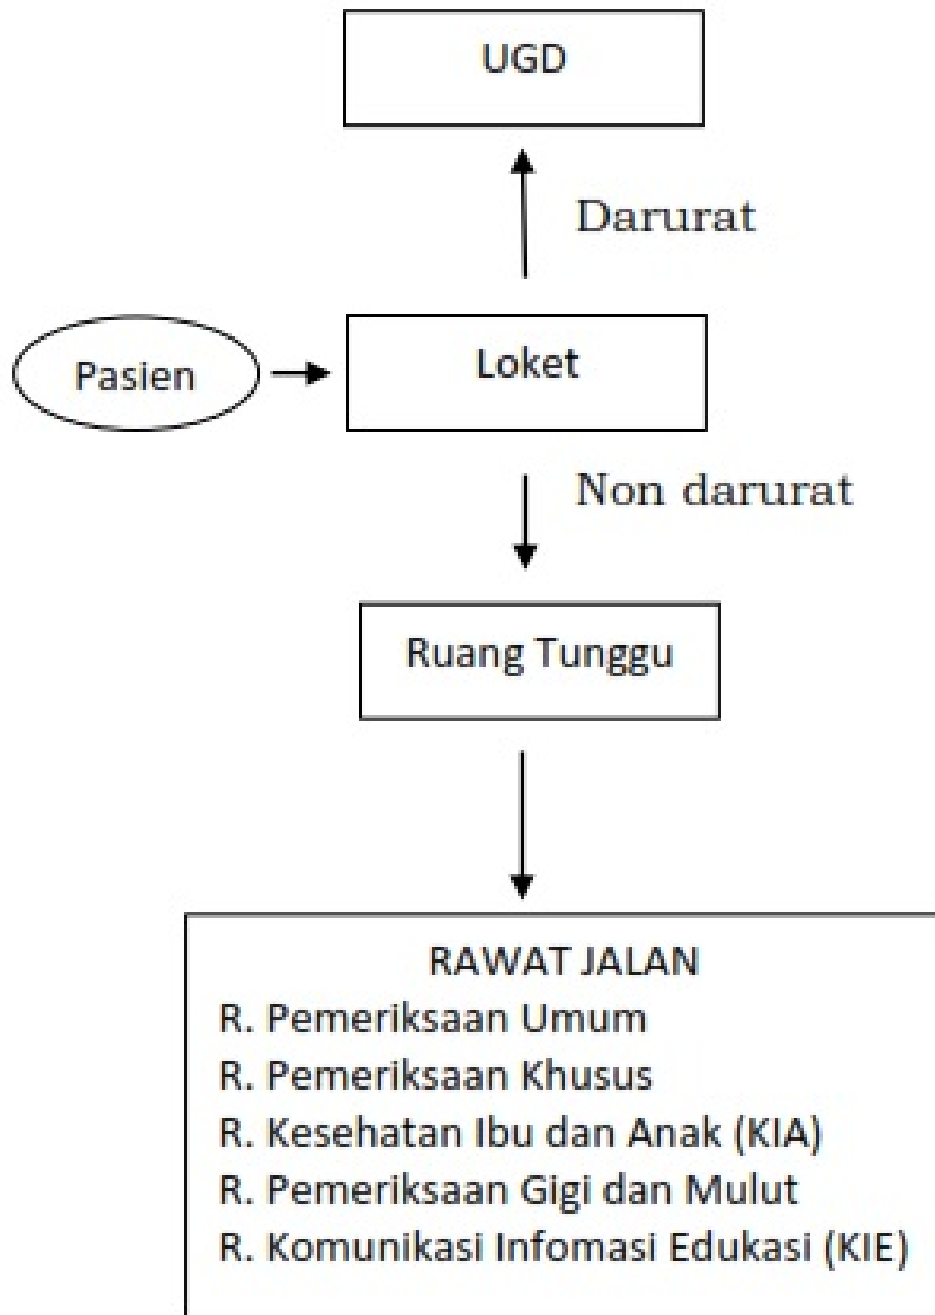 UGD
Darurat
Pasien
Loket
Non darurat
Ruang Tunggu
RAWAT JALAN
R. Pemeriksaan Umum
R. Pemeriksaan Khusus
R. Kesehatan Ibu dan Anak (KIA)
R. Pemeriksaan Gigi dan Mulut
R. Komunikasi Infomasi Edukasi (KIE)